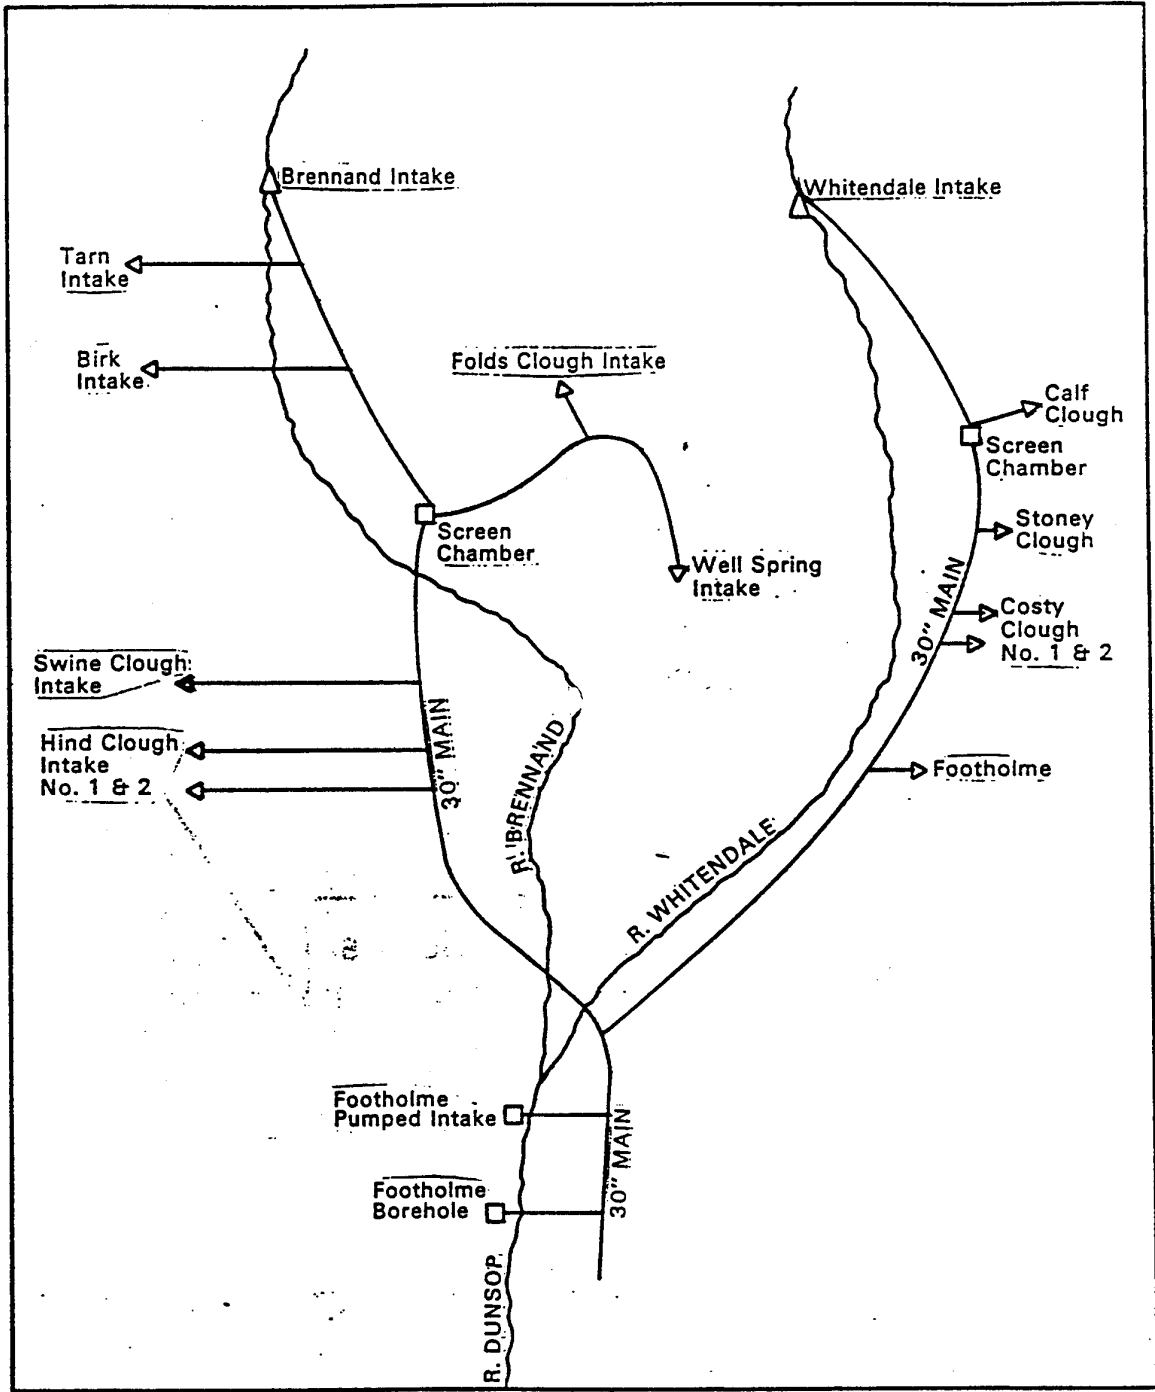 Brennand Intake
Whitendale Intake
Tarn
Intake
Birk
Intake
Folds Clough Intake
Calf
Clough
Screen
Chamber
Screen
Chamber
Stoney
Clough
Well Spring
Intake
30" MAIN
Costy
Clough
No. 1 & 2
Swine Clough
Intake
Hind Clough
Intake
No. 1 & 2
30" MAIN
R. BRENNAND
Footholme
R. WHITENDALE
Footholme
Pumped Intake
30" MAIN
Footholme
Borehole
R. DUNSOP